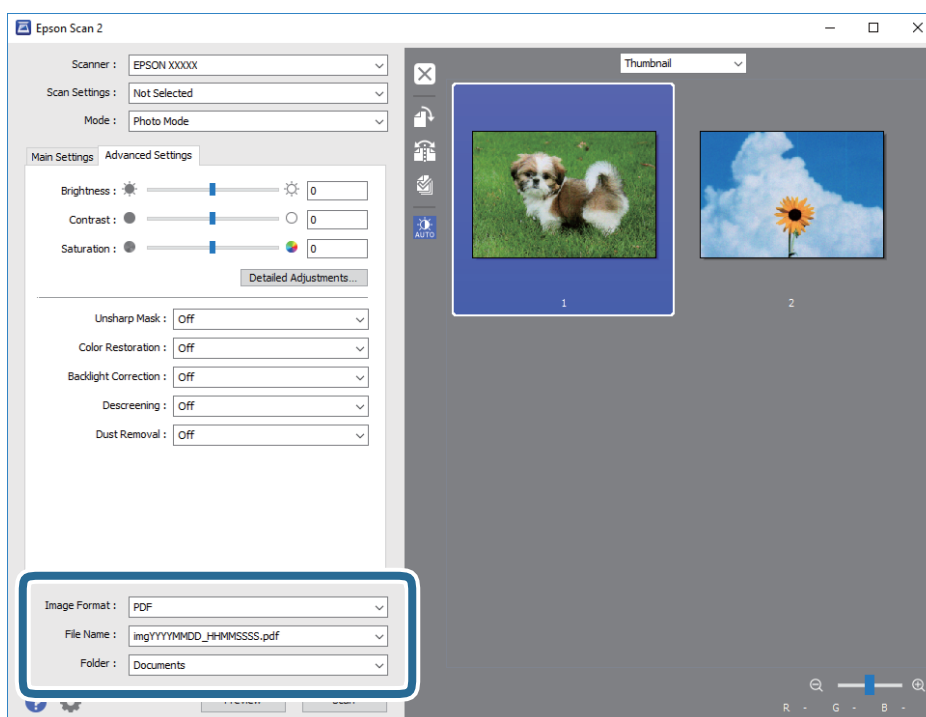 Epson Scan 2
Scanner : EPSON XXXXX
Scan Settings : Not Selected
Mode : Photo Mode
Main Settings Advanced Settings
Brightness : 0
Contrast : 0
Saturation : 0
Detailed Adjustments...
Unsharp Mask : Off
Color Restoration : Off
Backlight Correction : Off
Descreening : Off
Dust Removal : Off
Image Format : PDF
File Name : imgYYYYMMDD_HHMMSSSS.pdf
Folder : Documents
?
Preview Scan
Thumbnail
AUTO
1 2
R - G - B -